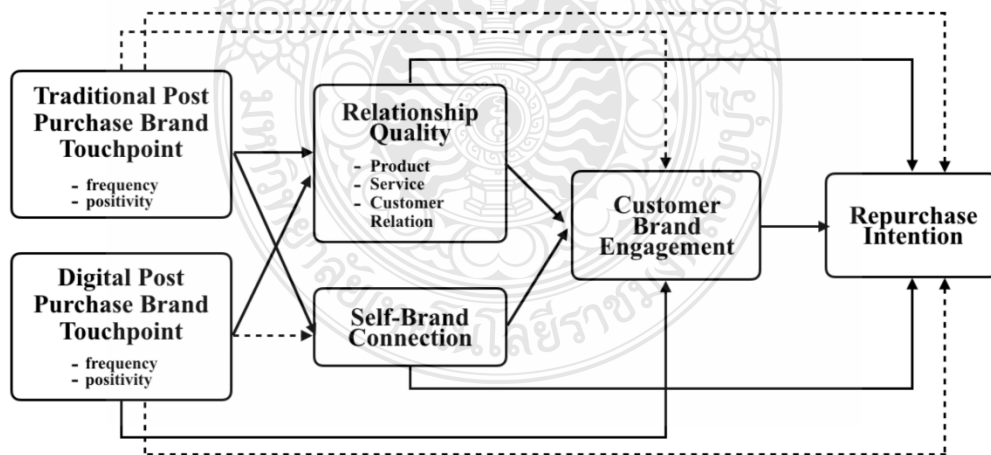 Traditional Post
Purchase Brand
Touchpoint
- frequency
- positivity
Digital Post
Purchase Brand
Touchpoint
- frequency
- positivity
Relationship
Quality
- Product
- Service
- Customer
Relation
Self-Brand
Connection
Customer
Brand
Engagement
Repurchase
Intention